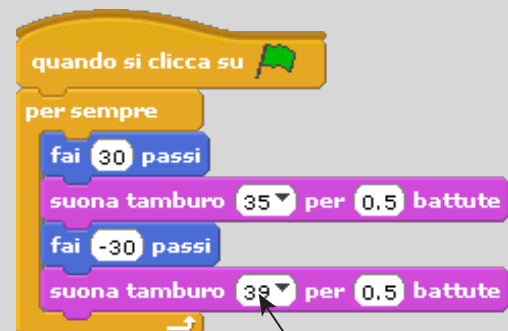 quando si clicca su
per sempre
fai 30 passi
suona tamburo 35 per 0.5 battute
fai -30 passi
suona tamburo 39 per 0.5 battute